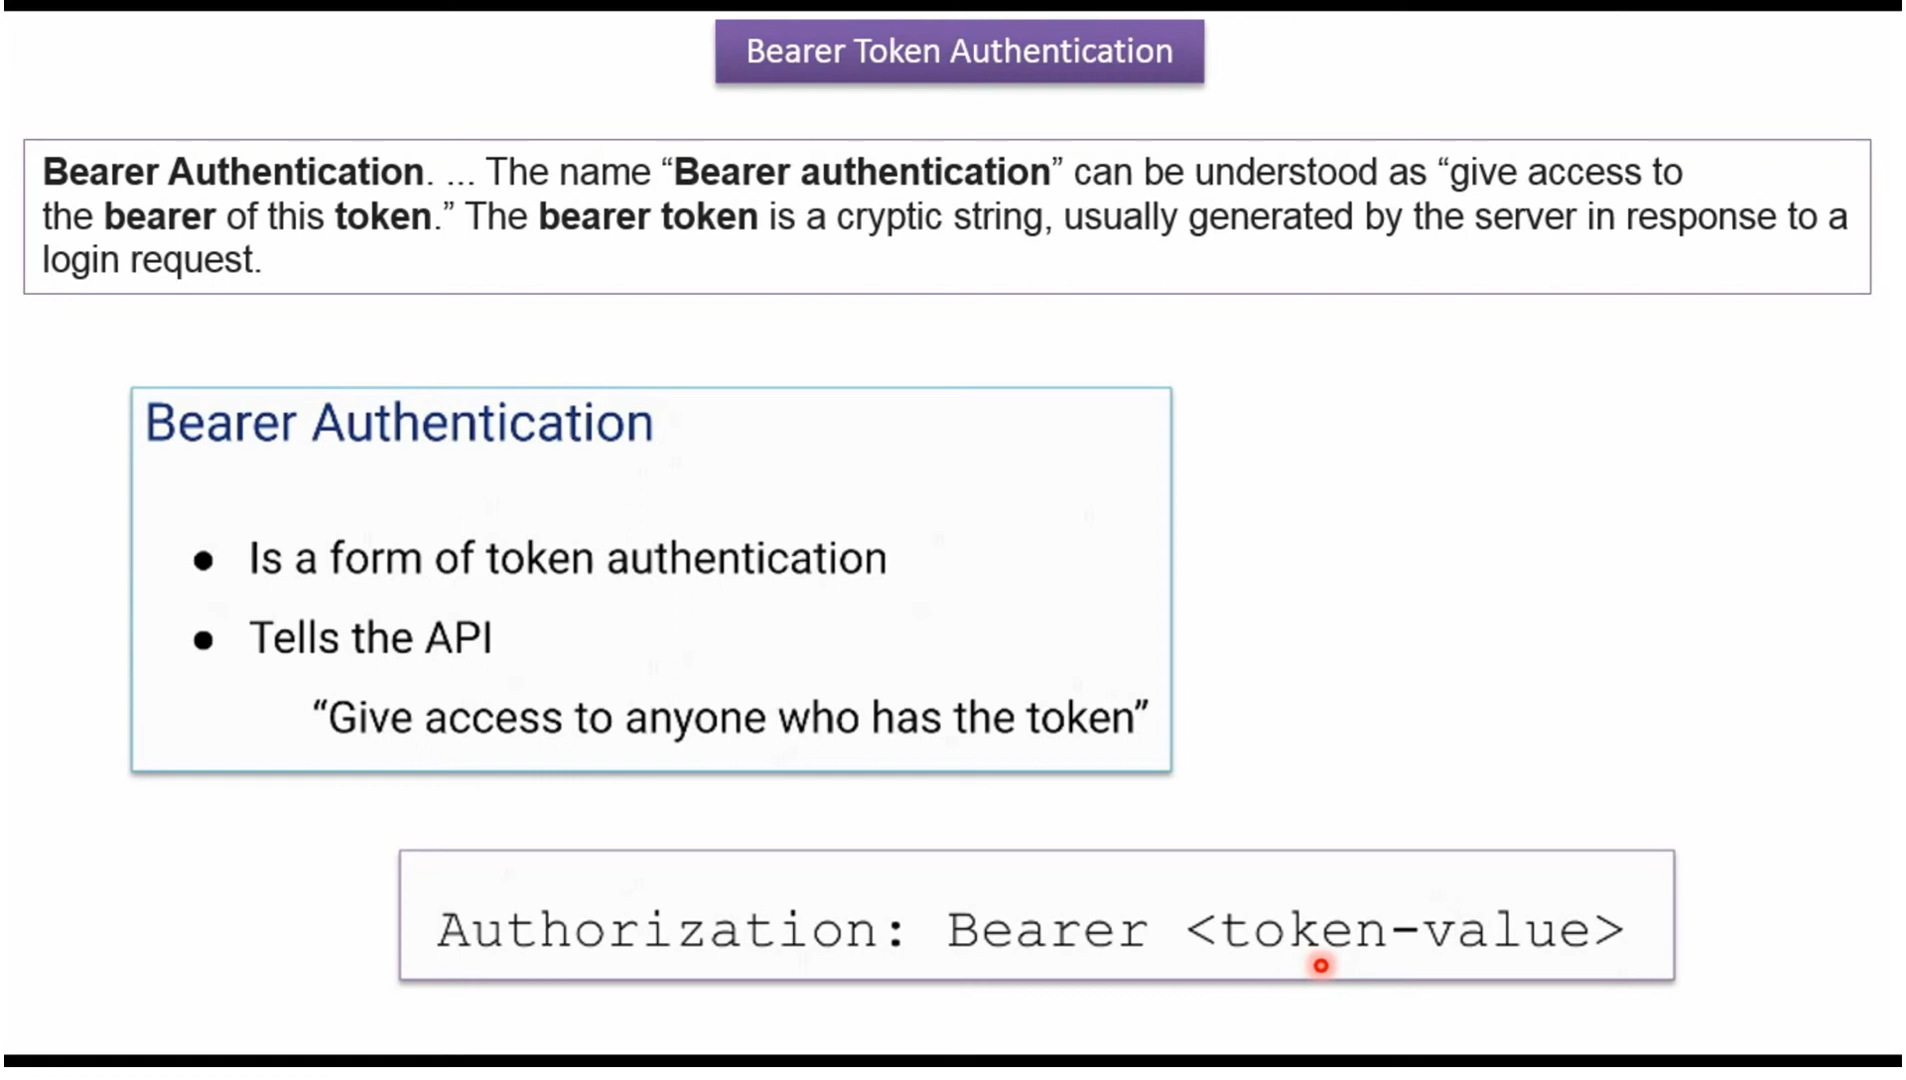 Bearer Token Authentication
Bearer Authentication. ... The name “Bearer authentication” can be understood as “give access to
the bearer of this token.” The bearer token is a cryptic string, usually generated by the server in response to a
login request.
Bearer Authentication
● Is a form of token authentication
● Tells the API
“Give access to anyone who has the token”
Authorization: Bearer <token-value>